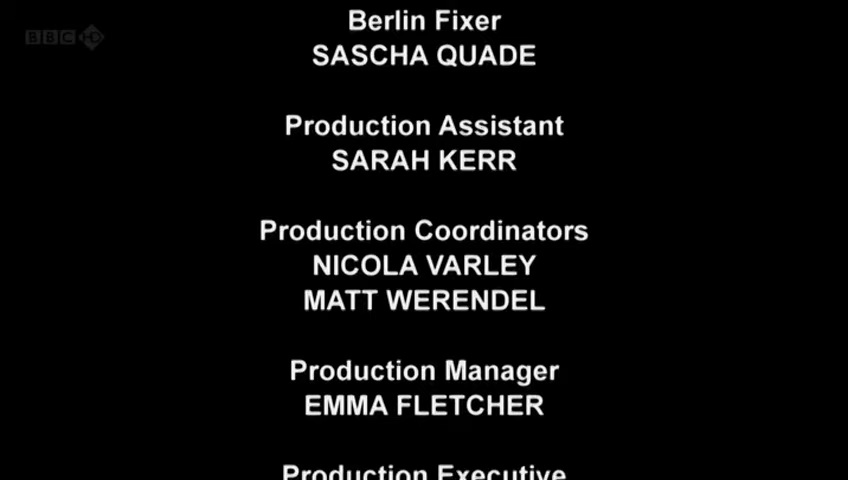 BBC HD
Berlin Fixer
SASCHA QUADE
Production Assistant
SARAH KERR
Production Coordinators
NICOLA VARLEY
MATT WERENDEL
Production Manager
EMMA FLETCHER
Production Executive